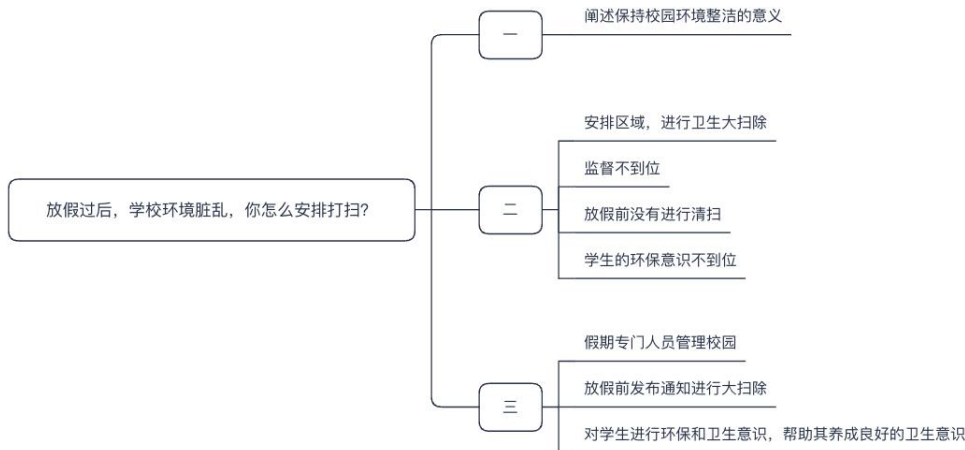 放假过后，学校环境脏乱，你怎么安排打扫？
一
阐述保持校园环境整洁的意义
二
安排区域，进行卫生大扫除
监督不到位
放假前没有进行清扫
学生的环保意识不到位
三
假期专门人员管理校园
放假前发布通知进行大扫除
对学生进行环保和卫生意识，帮助其养成良好的卫生意识